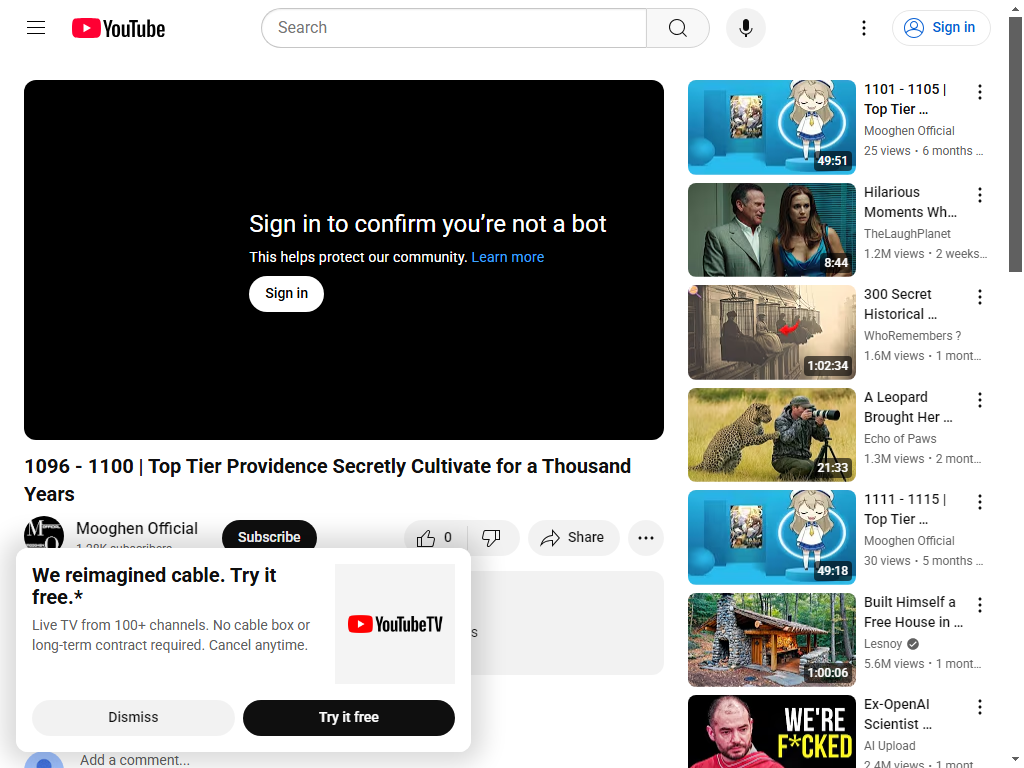 YouTube
Search
Sign in
Sign in to confirm you’re not a bot
This helps protect our community. Learn more
Sign in
1096 - 1100 | Top Tier Providence Secretly Cultivate for a Thousand
Years
Mooghen Official
Subscribe
0
Share
We reimagined cable. Try it
free.*
Live TV from 100+ channels. No cable box or
long-term contract required. Cancel anytime.
YouTubeTV
Dismiss
Try it free
Add a comment...
1101 - 1105 |
Top Tier ...
Mooghen Official
25 views • 6 months ...
49:51
Hilarious
Moments Wh...
TheLaughPlanet
1.2M views • 2 weeks...
8:44
300 Secret
Historical ...
WhoRemembers ?
1.6M views • 1 mont...
1:02:34
A Leopard
Brought Her ...
Echo of Paws
1.3M views • 2 mont...
21:33
1111 - 1115 |
Top Tier ...
Mooghen Official
30 views • 5 months ...
49:18
Built Himself a
Free House in ...
Lesnoy
5.6M views • 1 mont...
1:00:06
WE'RE
F*CKED
Ex-OpenAI
Scientist ...
AI Upload
2.4M views • 1 mont...